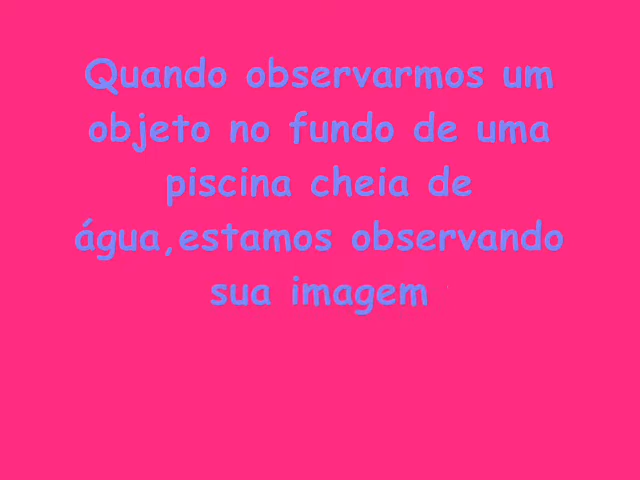 Quando observarmos um
objeto no fundo de uma
piscina cheia de
água,estamos observando
sua imagem